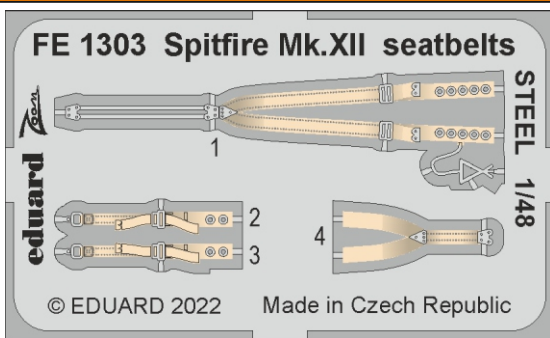 FE 1303 Spitfire Mk.XII seatbelts
STEEL 1/48
eduard
Zoom
1
2
3
4
© EDUARD 2022 Made in Czech Republic